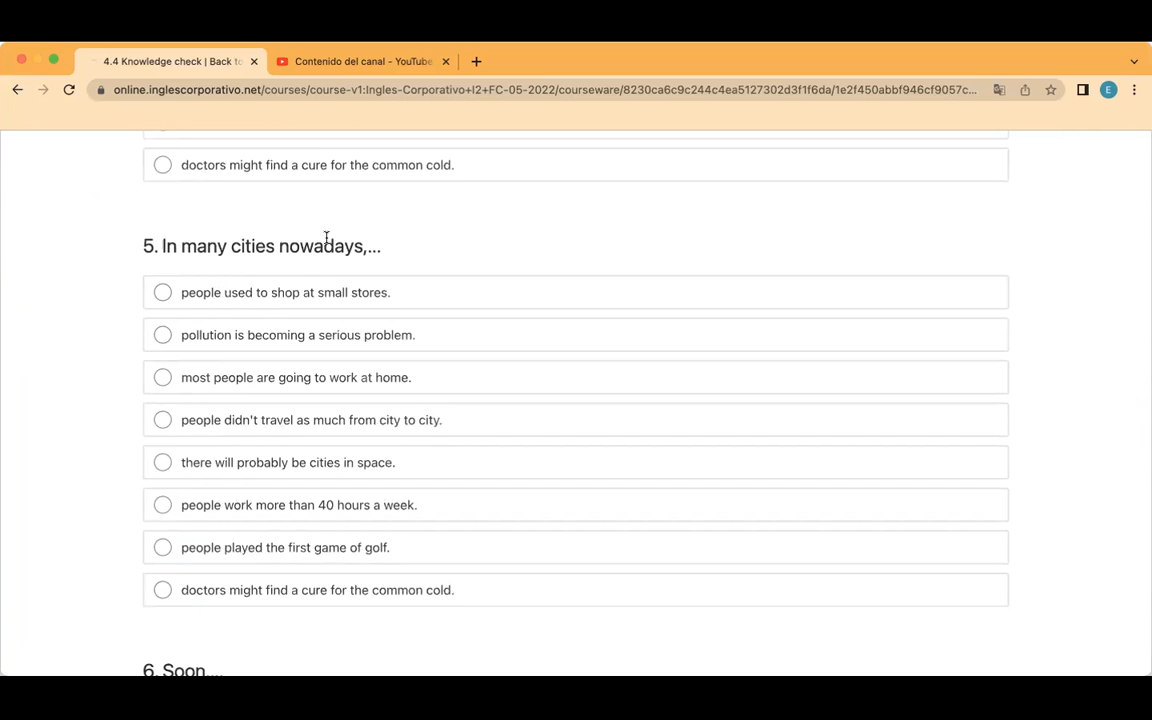 4.4 Knowledge check | Back to
Contenido del canal - YouTube
online.inglescorporativo.net/courses/course-v1:Ingles-Corporativo+I2+FC-05-2022/courseware/8230ca6c9c244c4ea5127302d3f1f6da/1e2f450abbf946cf9057c...
E
doctors might find a cure for the common cold.
5. In many cities nowadays,...
people used to shop at small stores.
pollution is becoming a serious problem.
most people are going to work at home.
people didn't travel as much from city to city.
there will probably be cities in space.
people work more than 40 hours a week.
people played the first game of golf.
doctors might find a cure for the common cold.
6. Soon,...